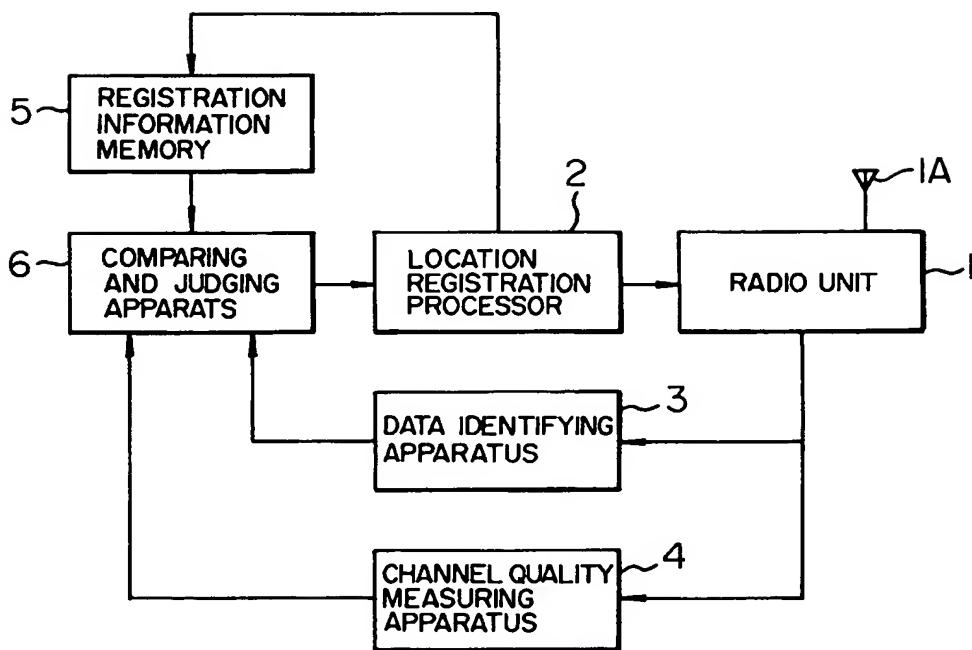 5
REGISTRATION
INFORMATION
MEMORY
6
COMPARING
AND JUDGING
APPARATS
2
LOCATION
REGISTRATION
PROCESSOR
1A
RADIO UNIT
1
3
DATA IDENTIFYING
APPARATUS
4
CHANNEL QUALITY
MEASURING
APPARATUS